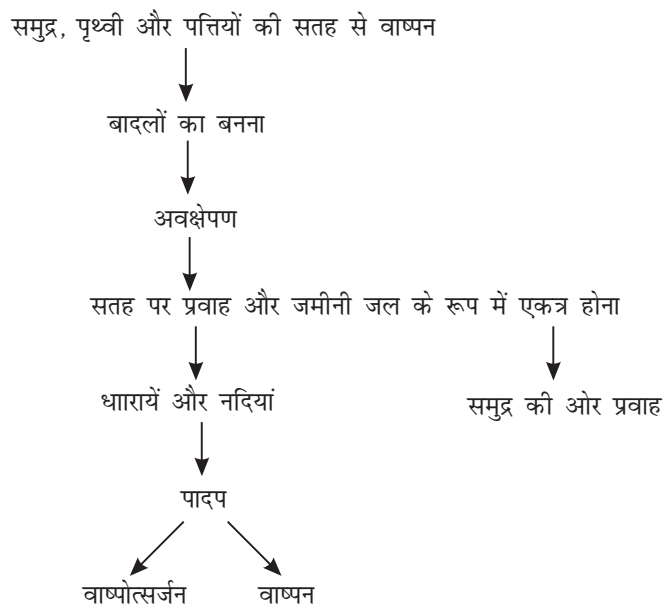 समुद्र, पृथ्वी और पत्तियों की सतह से वाष्पन
बादलों का बनना
अवक्षेपण
सतह पर प्रवाह और जमीनी जल के रूप में एकत्र होना
धाारायें और नदियां
समुद्र की ओर प्रवाह
पादप
वाष्पोत्सर्जन
वाष्पन